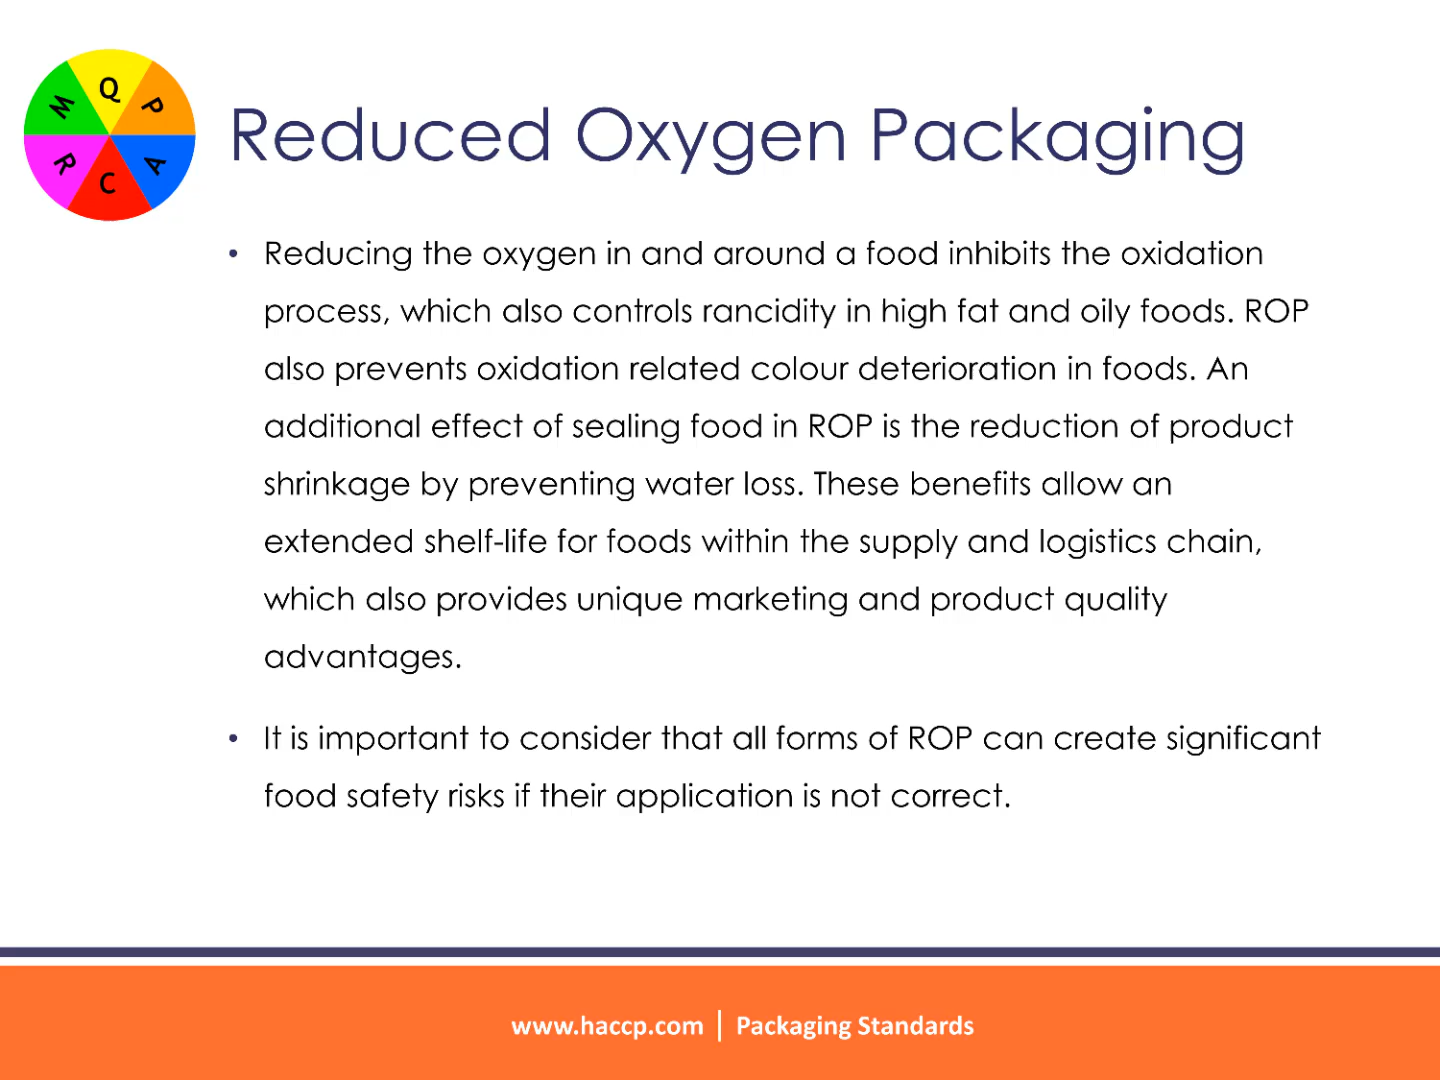 Q
P
A
C
R
M
Reduced Oxygen Packaging
• Reducing the oxygen in and around a food inhibits the oxidation
process, which also controls rancidity in high fat and oily foods. ROP
also prevents oxidation related colour deterioration in foods. An
additional effect of sealing food in ROP is the reduction of product
shrinkage by preventing water loss. These benefits allow an
extended shelf-life for foods within the supply and logistics chain,
which also provides unique marketing and product quality
advantages.
• It is important to consider that all forms of ROP can create significant
food safety risks if their application is not correct.
www.haccp.com | Packaging Standards